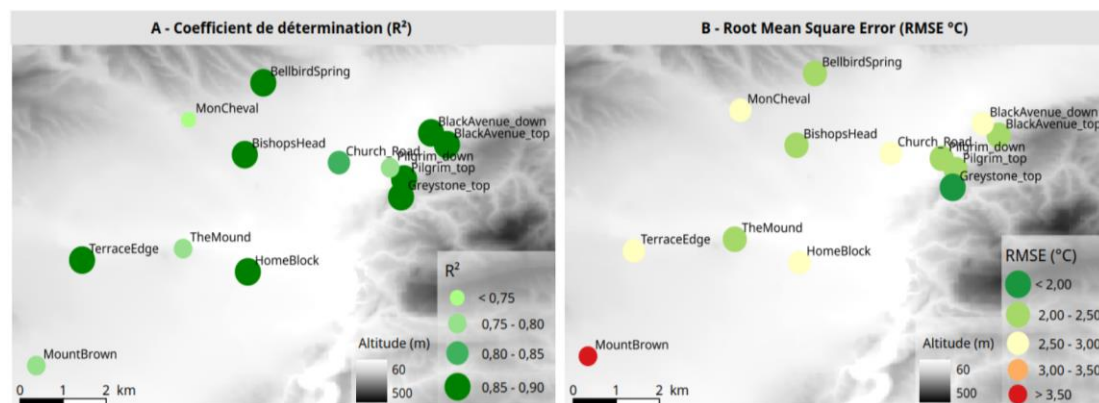 A - Coefficient de détermination (R²)
BellbirdSpring
MonCheval
BlackAvenue_down
BlackAvenue_top
BishopsHead
Church_Road
Pilgrim_down
Pilgrim_top
Greystone_top
TheMound
TerraceEdge
HomeBlock
MountBrown
R²
< 0,75
0,75 - 0,80
0,80 - 0,85
0,85 - 0,90
Altitude (m)
60
500
0 1 2 km
B - Root Mean Square Error (RMSE °C)
BellbirdSpring
MonCheval
BlackAvenue_down
BlackAvenue_top
BishopsHead
Church_Road
Pilgrim_down
Pilgrim_top
Greystone_top
TheMound
TerraceEdge
HomeBlock
MountBrown
RMSE (°C)
< 2,00
2,00 - 2,50
2,50 - 3,00
3,00 - 3,50
> 3,50
Altitude (m)
60
500
0 1 2 km